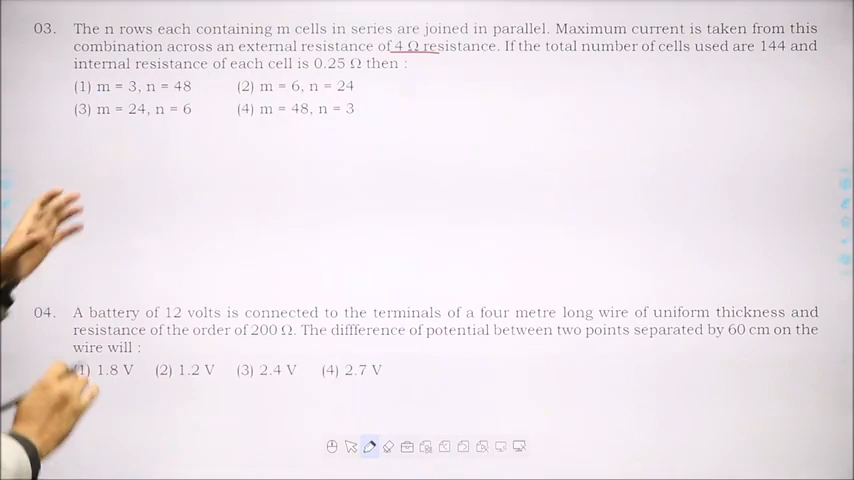 03. The n rows each containing m cells in series are joined in parallel. Maximum current is taken from this
combination across an external resistance of 4 Ω resistance. If the total number of cells used are 144 and
internal resistance of each cell is 0.25 Ω then :
(1) m = 3, n = 48 (2) m = 6, n = 24
(3) m = 24, n = 6 (4) m = 48, n = 3
04. A battery of 12 volts is connected to the terminals of a four metre long wire of uniform thickness and
resistance of the order of 200 Ω. The diffference of potential between two points separated by 60 cm on the
wire will :
(1) 1.8 V (2) 1.2 V (3) 2.4 V (4) 2.7 V